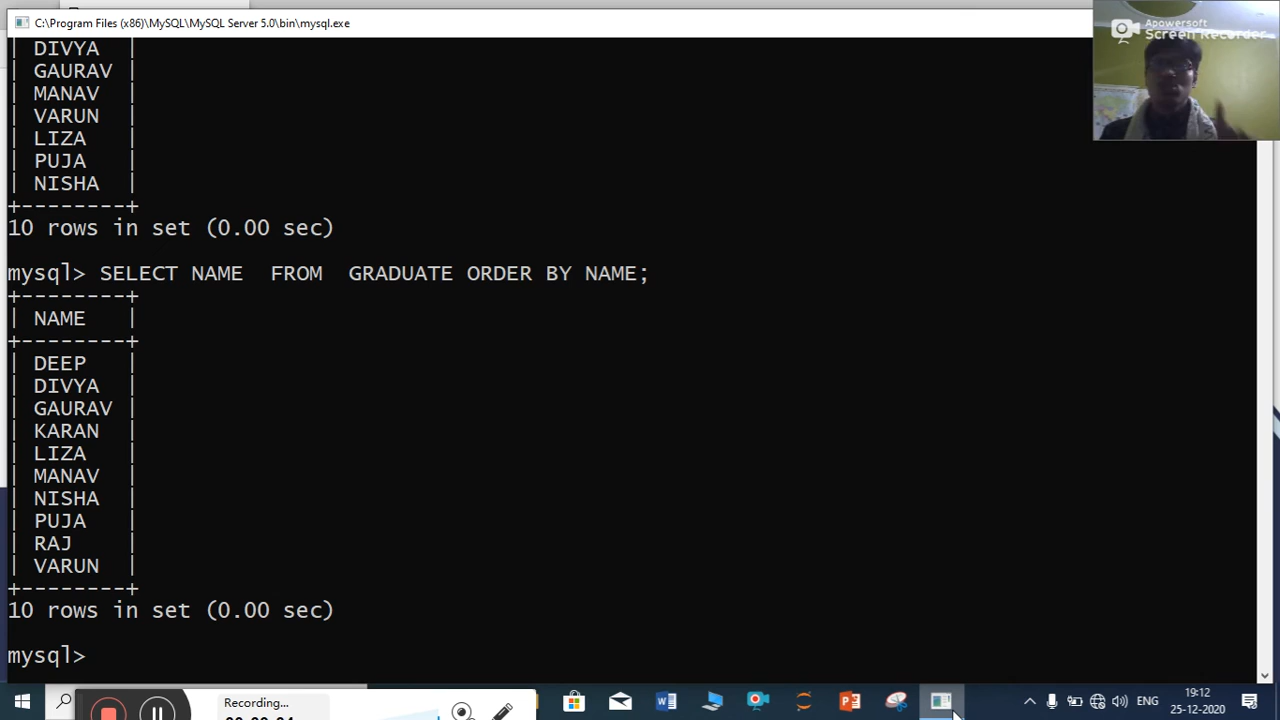 C:\Program Files (x86)\MySQL\MySQL Server 5.0\bin\mysql.exe
Apowersoft
Screen Recorder
| DIVYA |
| GAURAV |
| MANAV |
| VARUN |
| LIZA |
| PUJA |
| NISHA |
+--------+
10 rows in set (0.00 sec)
mysql> SELECT NAME  FROM  GRADUATE ORDER BY NAME;
+--------+
| NAME |
+--------+
| DEEP |
| DIVYA |
| GAURAV |
| KARAN |
| LIZA |
| MANAV |
| NISHA |
| PUJA |
| RAJ |
| VARUN |
+--------+
10 rows in set (0.00 sec)
mysql>
Recording...
ENG
19:12
25-12-2020